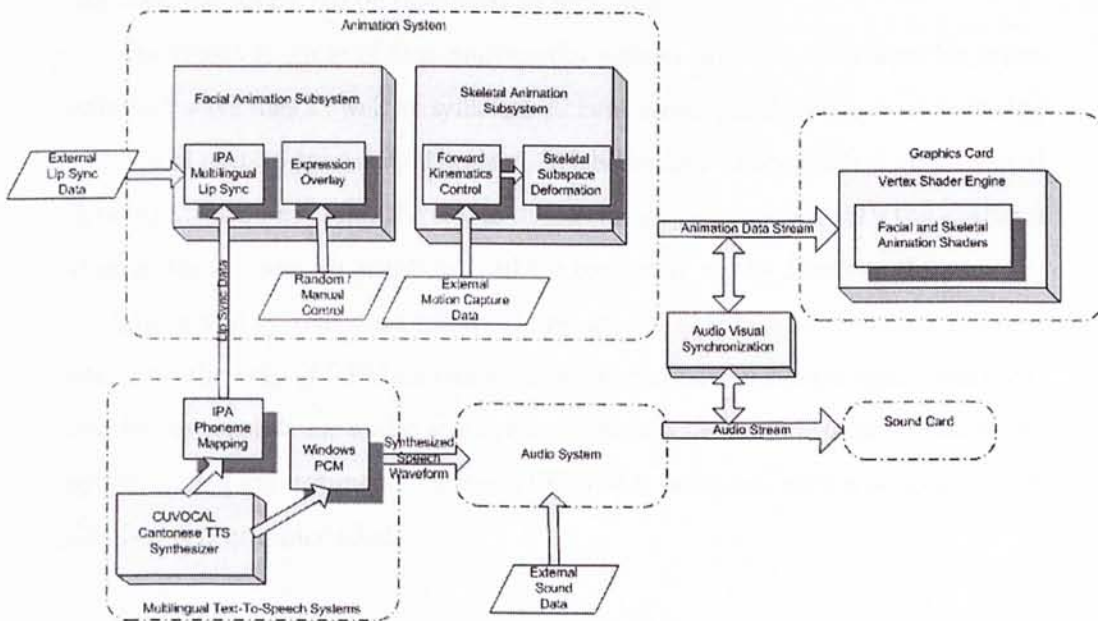 Animation System
Facial Animation Subsystem
Skeletal Animation
Subsystem
External
Lip Sync
Data
IPA
Multilingual
Lip Sync
Expression
Overlay
Forward
Kinematics
Control
Skeletal
Subspace
Deformation
Graphics Card
Vertex Shader Engine
Facial and Skeletal
Animation Shaders
Animation Data Stream
Random /
Manual
Control
External
Motion Capture
Data
Lip Sync Data
Audio Visual
Synchronization
IPA
Phoneme
Mapping
Windows
PCM
Synthesized
Speech
Waveform
Audio System
Audio Stream
Sound Card
CUVOCAL
Cantonese TTS
Synthesizer
External
Sound
Data
Multilingual Text-To-Speech Systems